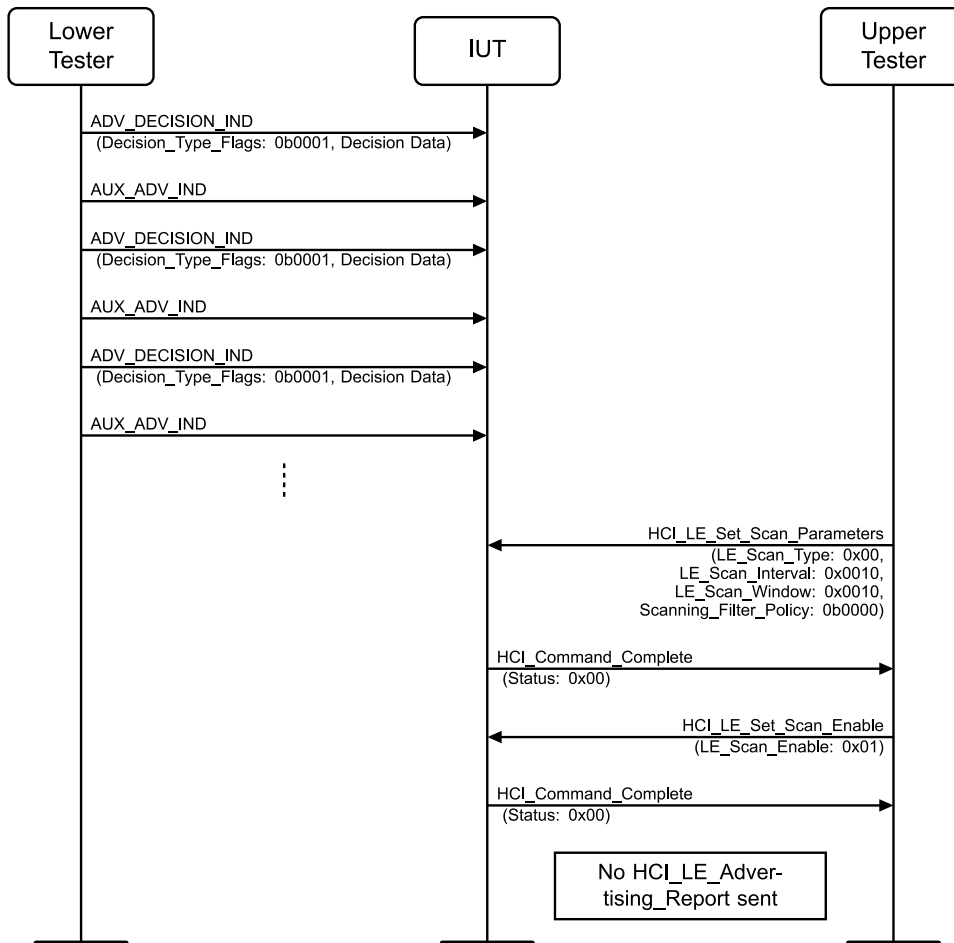 Lower
Tester
IUT
Upper
Tester
ADV_DECISION_IND
(Decision_Type_Flags: 0b0001, Decision Data)
AUX_ADV_IND
ADV_DECISION_IND
(Decision_Type_Flags: 0b0001, Decision Data)
AUX_ADV_IND
ADV_DECISION_IND
(Decision_Type_Flags: 0b0001, Decision Data)
AUX_ADV_IND
HCI_LE_Set_Scan_Parameters
(LE_Scan_Type: 0x00,
LE_Scan_Interval: 0x0010,
LE_Scan_Window: 0x0010,
Scanning_Filter_Policy: 0b0000)
HCI_Command_Complete
(Status: 0x00)
HCI_LE_Set_Scan_Enable
(LE_Scan_Enable: 0x01)
HCI_Command_Complete
(Status: 0x00)
No HCI_LE_Adver-
tising_Report sent